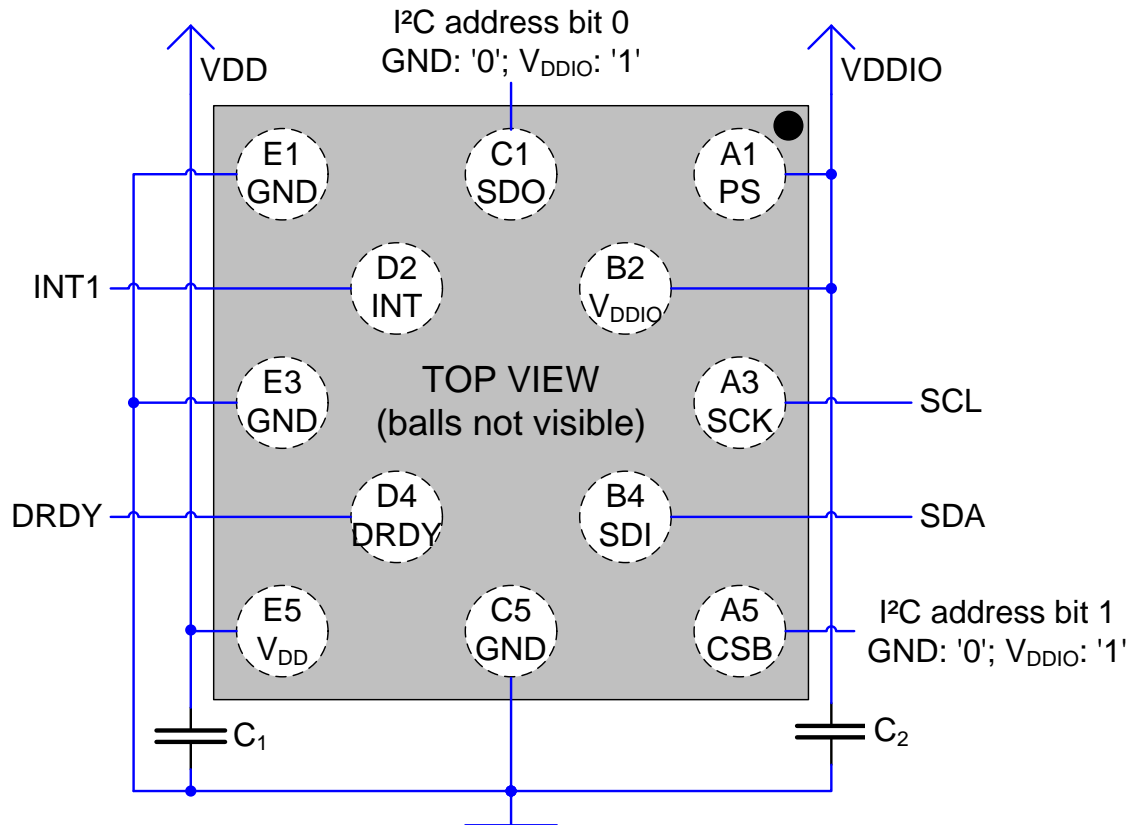 I²C address bit 0
GND: '0'; VDDIO: '1'
VDD
VDDIO
E1
GND
C1
SDO
A1
PS
INT1
D2
INT
B2
VDDIO
E3
GND
TOP VIEW
(balls not visible)
A3
SCK
SCL
DRDY
D4
DRDY
B4
SDI
SDA
E5
VDD
C5
GND
A5
CSB
I²C address bit 1
GND: '0'; VDDIO: '1'
C1
C2